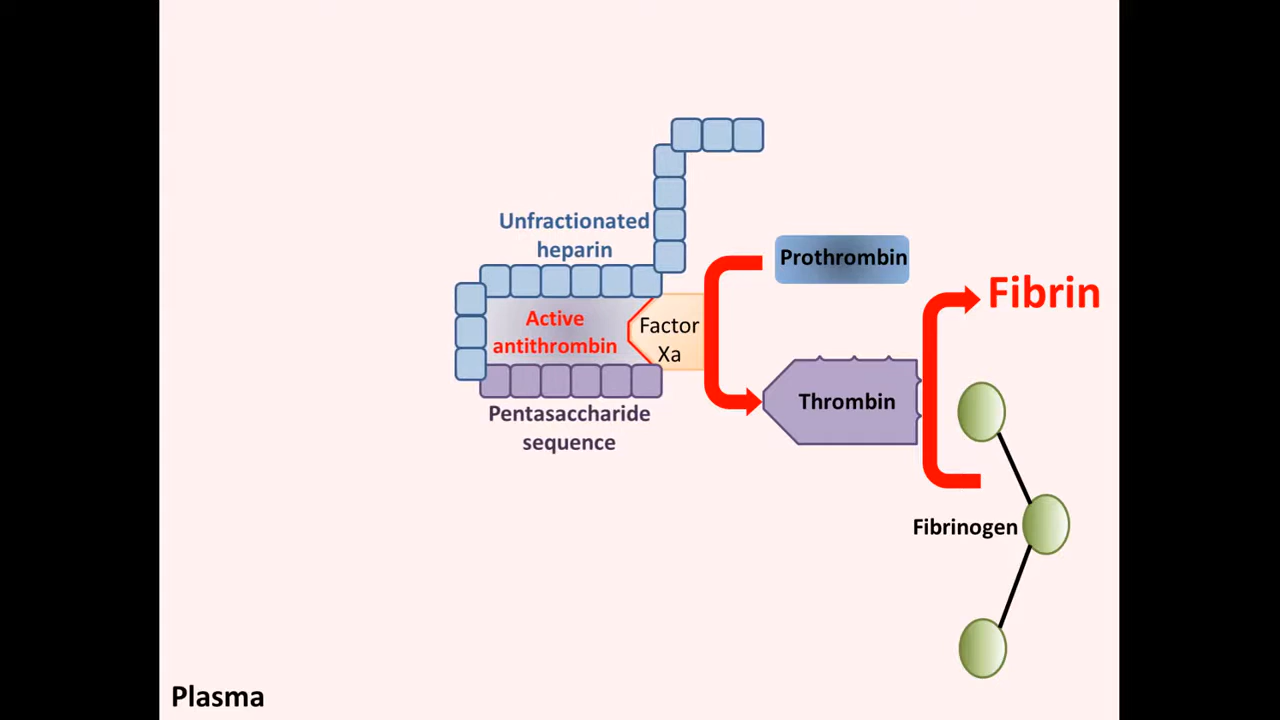 Unfractionated
heparin
Prothrombin
Fibrin
Active
antithrombin
Factor
Xa
Thrombin
Pentasaccharide
sequence
Fibrinogen
Plasma